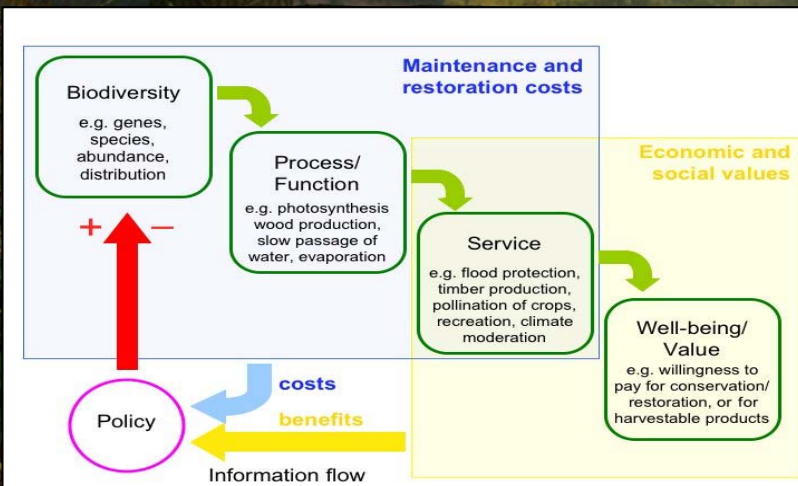 Maintenance and
restoration costs
Biodiversity
e.g. genes,
species,
abundance,
distribution
Process/
Function
e.g. photosynthesis
wood production,
slow passage of
water, evaporation
Economic and
social values
Service
e.g. flood protection,
timber production,
pollination of crops,
recreation, climate
moderation
Well-being/
Value
e.g. willingness to
pay for conservation/
restoration, or for
harvestable products
+ –
Policy
costs
benefits
Information flow